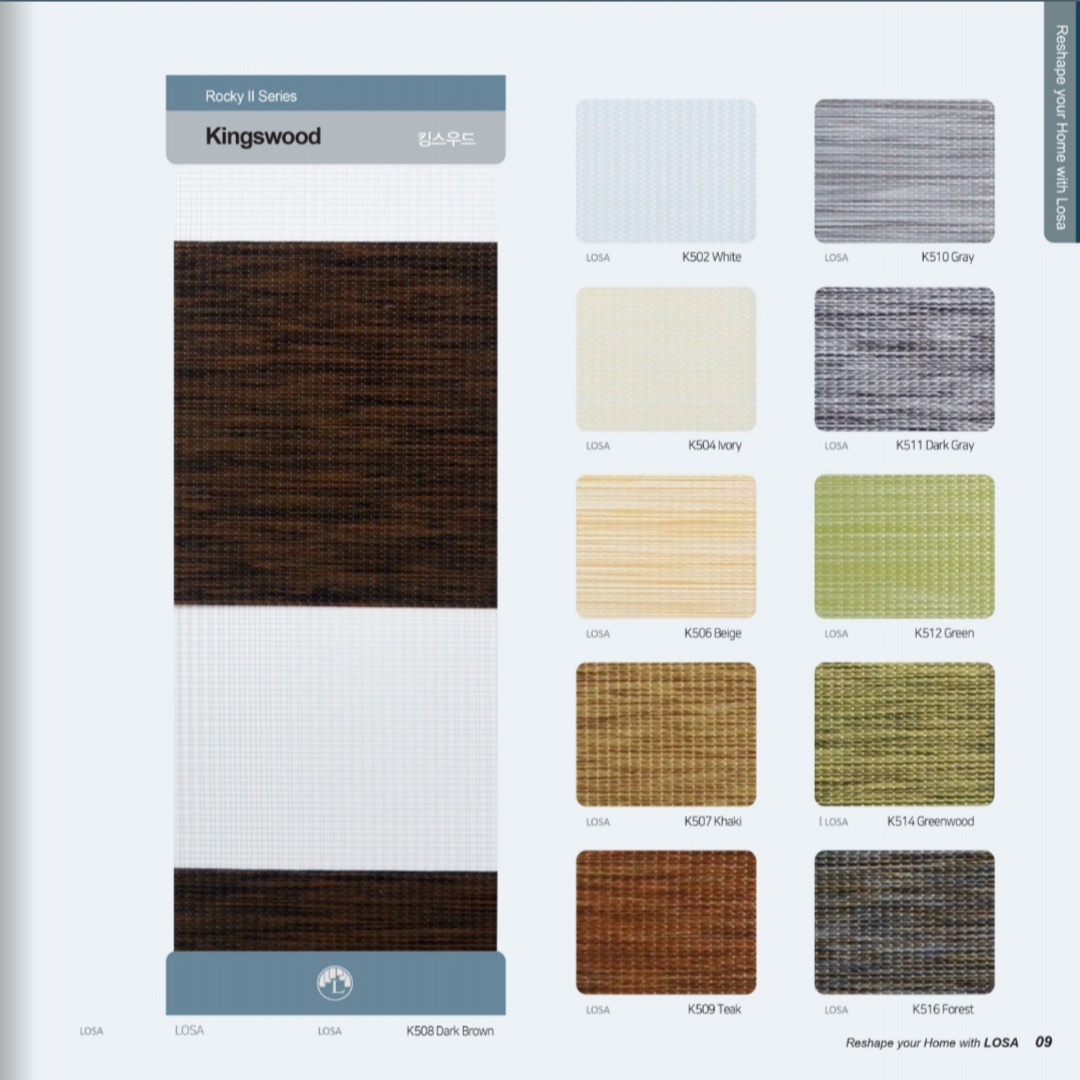 Reshape your Home with Losa
Rocky II Series
Kingswood 킹스우드
LOSA K502 White
LOSA K510 Gray
LOSA K504 Ivory
LOSA K511 Dark Gray
LOSA K506 Beige
LOSA K512 Green
LOSA K507 Khaki
LOSA K514 Greenwood
LOSA K509 Teak
LOSA K516 Forest
L
LOSA LOSA LOSA K508 Dark Brown
Reshape your Home with LOSA 09